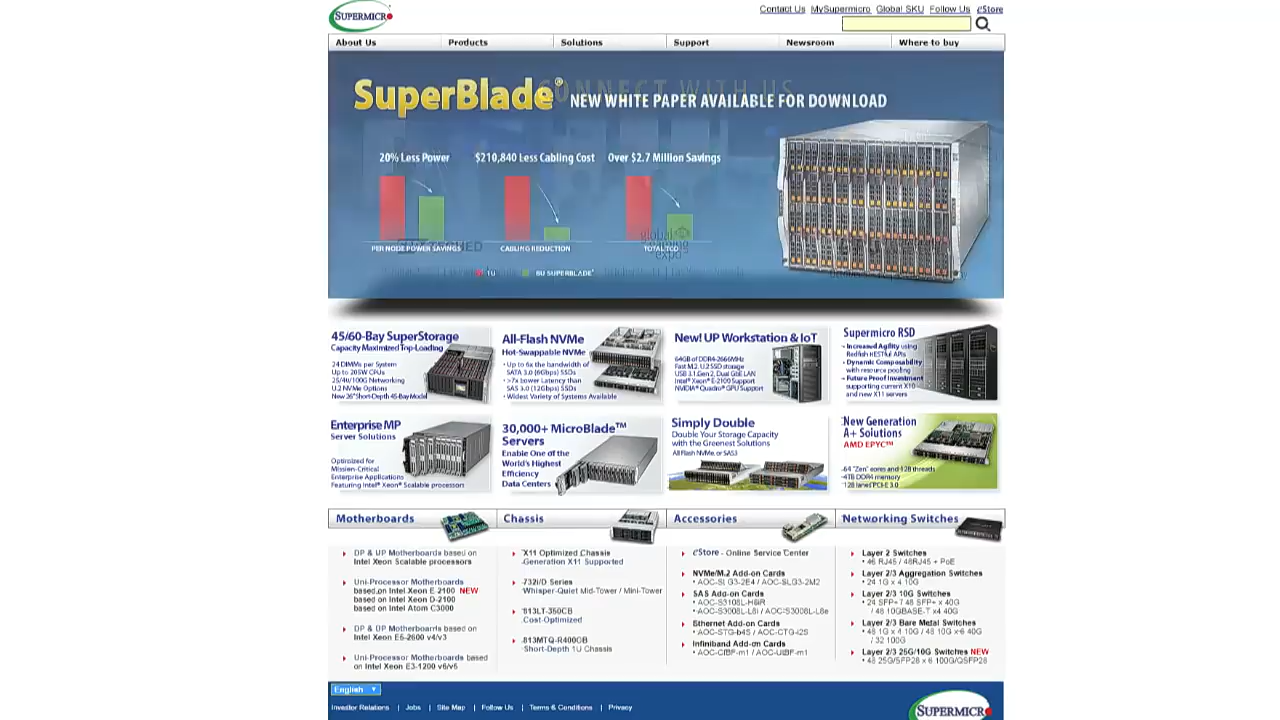 SUPERMICRO
Contact Us MySupermicro Global SKU Follow Us eStore
About Us Products Solutions Support Newsroom Where to buy
CONNECT WITH US
SuperBlade® NEW WHITE PAPER AVAILABLE FOR DOWNLOAD
20% Less Power $210,840 Less Cabling Cost Over $2.7 Million Savings
PER NODE POWER SAVINGS CABLING REDUCTION TOTAL TCO
1U 8U SUPERBLADE®
45/60-Bay SuperStorage
Capacity Maximized Top-Loading
24 DIMMs per System
Up to 205W CPUs
25/40/100G Networking
U.2 NVMe Options
New 26" Short-Depth 45-Bay Model
All-Flash NVMe
Hot-Swappable NVMe
• Up to 6x the bandwidth of
SATA 3.0 (6Gbps) SSDs
• >7x Lower Latency than
SAS 3.0 (12Gbps) SSDs
• Widest Variety of Systems Available
New! UP Workstation & IoT
64GB of DDR4-2666MHz
Fast M.2, U.2 SSD storage
USB 3.1 Gen 2, Dual GbE LAN
Intel® Xeon® E-2100 Support
NVIDIA® Quadro® GPU Support
Supermicro RSD
• Increased Agility using
Redfish RESTful APIs
• Dynamic Composability
with resource pooling
• Future Proof Investment
supporting current X10
and new X11 servers
Enterprise MP
Server Solutions
Optimized for
Mission-Critical
Enterprise Applications
Featuring Intel® Xeon® Scalable processors
30,000+ MicroBlade™
Servers
Enable One of the
World's Highest
Efficiency
Data Centers
Simply Double
Double Your Storage Capacity
with the Greenest Solutions
All Flash NVMe, or SAS3
New Generation
A+ Solutions
AMD EPYC™
-64 "Zen" cores and 128 threads
-4TB DDR4 memory
-128 lanes PCI-E 3.0
Motherboards Chassis Accessories Networking Switches
DP & UP Motherboards based on
Intel Xeon Scalable processors
Uni-Processor Motherboards
based on Intel Xeon E-2100 NEW
based on Intel Xeon D-2100
based on Intel Atom C3000
DP & UP Motherboards based on
Intel Xeon E5-2600 v4/v3
Uni-Processor Motherboards based
on Intel Xeon E3-1200 v6/v5
X11 Optimized Chassis
Generation X11 Supported
732i/D Series
Whisper-Quiet Mid-Tower / Mini-Tower
813LT-350CB
Cost-Optimized
813MTQ-R400CB
Short-Depth 1U Chassis
eStore - Online Service Center
NVMe/M.2 Add-on Cards
• AOC-SLG3-2E4 / AOC-SLG3-2M2
SAS Add-on Cards
• AOC-S3108L-H8iR
• AOC-S3008L-L8i / AOC-S3008L-L8e
Ethernet Add-on Cards
• AOC-STG-b4S / AOC-CTG-i2S
Infiniband Add-on Cards
• AOC-CIBF-m1 / AOC-UIBF-m1
Layer 2 Switches
• 48 RJ45 / 48RJ45 + PoE
Layer 2/3 Aggregation Switches
• 24 1G x 4 10G
Layer 2/3 10G Switches
• 24 SFP+ / 48 SFP+ x 40G
/ 48 10GBASE-T x4 40G
Layer 2/3 Bare Metal Switches
• 48 1G x 4 10G / 48 10G x 6 40G
/ 32 100G
Layer 2/3 25G/10G Switches NEW
• 48 25G/SFP28 x 6 100G/QSFP28
English
Investor Relations | Jobs | Site Map | Follow Us | Terms & Conditions | Privacy
SUPERMICRO